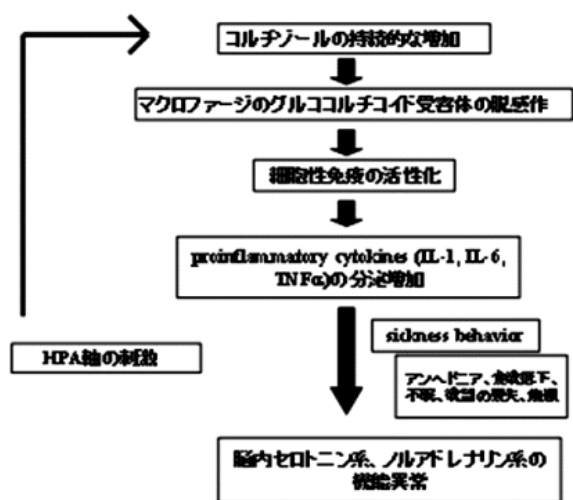 コルチゾールの持続的な増加
マクロファージのグルココルチコイド受容体の脱感作
細胞性免疫の活性化
proinflammatory cytokines (IL-1, IL-6,
TNFα)の分泌増加
sickness behavior
HPA軸の刺激
アンヘドニア、食欲低下、
不眠、欲望の喪失、
脳内セロトニン系、ノルアドレナリン系の
機能異常